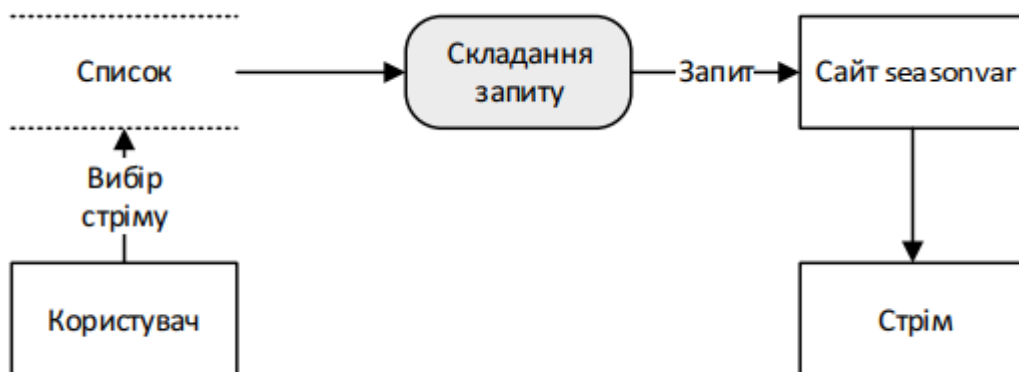 Список
Складання
запиту
Запит
Сайт seasonvar
Вибір
стріму
Користувач
Стрім